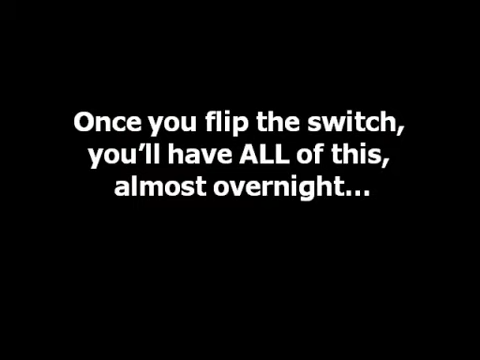 Once you flip the switch,
you’ll have ALL of this,
almost overnight…